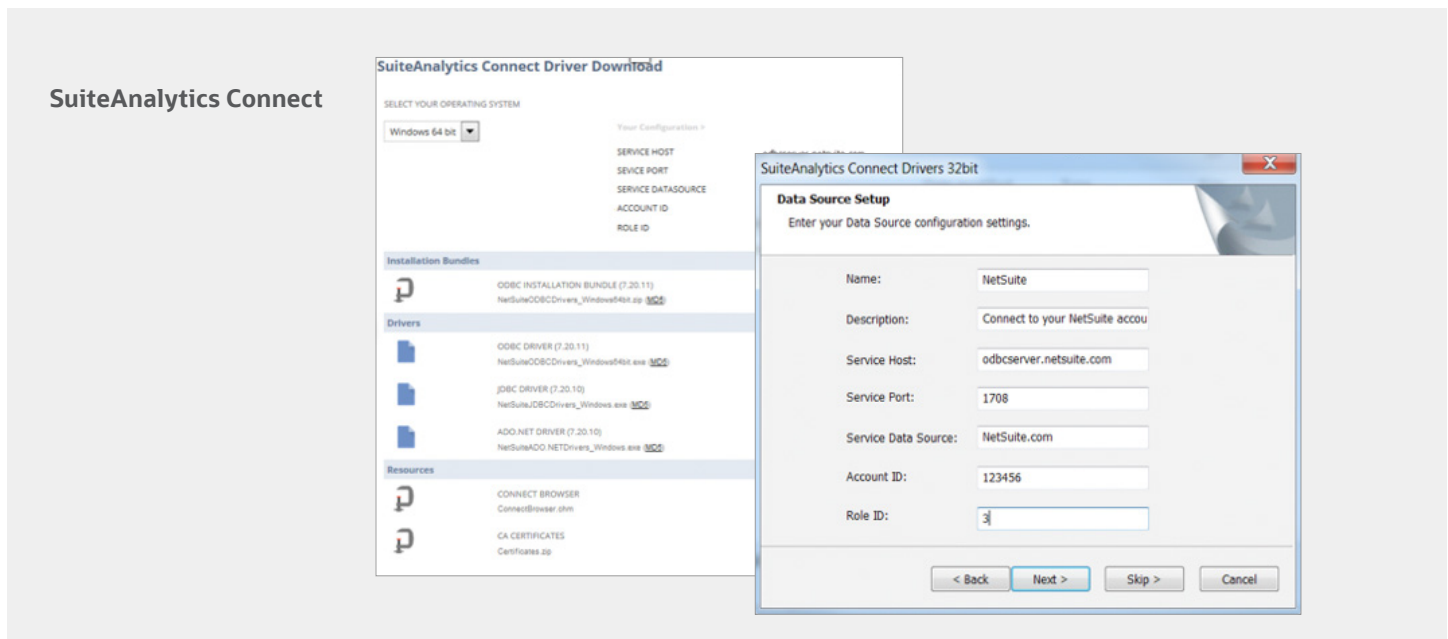 SuiteAnalytics Connect
SuiteAnalytics Connect Driver Download
SELECT YOUR OPERATING SYSTEM
Windows 64 bit
Your Configuration >
SERVICE HOST
SEVICE PORT
SERVICE DATASOURCE
ACCOUNT ID
ROLE ID
Installation Bundles
ODBC INSTALLATION BUNDLE (7.20.11)
NetSuiteODBCDrivers_Windows64bit.zip (MD5)
Drivers
ODBC DRIVER (7.20.11)
NetSuiteODBCDrivers_Windows64bit.exe (MD5)
JDBC DRIVER (7.20.10)
NetSuiteJDBCDrivers_Windows.exe (MD5)
ADO.NET DRIVER (7.20.10)
NetSuiteADO.NETDrivers_Windows.exe (MD5)
Resources
CONNECT BROWSER
ConnectBrowser.chm
CA CERTIFICATES
Certificates.zip
SuiteAnalytics Connect Drivers 32bit
Data Source Setup
Enter your Data Source configuration settings.
Name: NetSuite
Description: Connect to your NetSuite accou
Service Host: odbcserver.netsuite.com
Service Port: 1708
Service Data Source: NetSuite.com
Account ID: 123456
Role ID: 3
< Back Next > Skip > Cancel